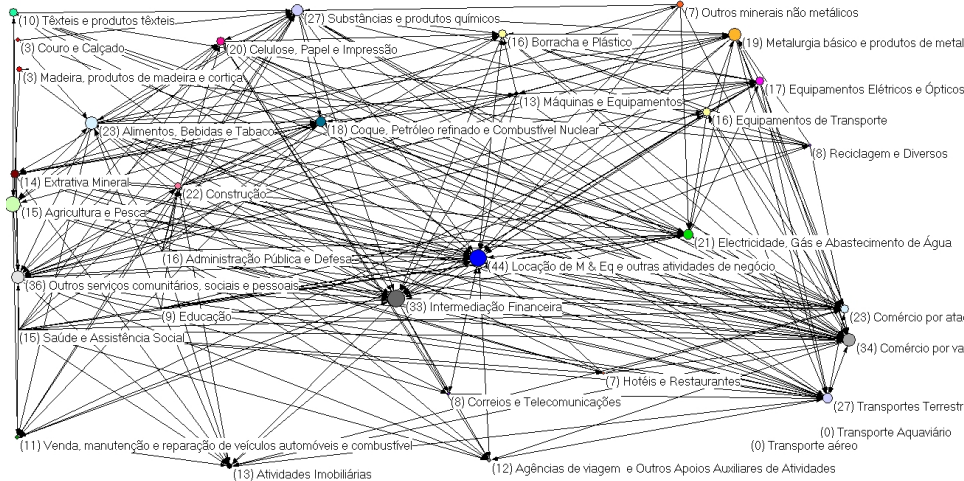 (10) Têxteis e produtos têxteis
(27) Substâncias e produtos químicos
(7) Outros minerais não metálicos
(3) Couro e Calçado
(20) Celulose, Papel e Impressão
(16) Borracha e Plástico
(19) Metalurgia básico e produtos de metal
(3) Madeira, produtos de madeira e cortiça
(13) Máquinas e Equipamentos
(17) Equipamentos Elétricos e Ópticos
(23) Alimentos, Bebidas e Tabaco
(18) Coque, Petróleo refinado e Combustível Nuclear
(16) Equipamentos de Transporte
(8) Reciclagem e Diversos
(14) Extrativa Mineral
(22) Construção
(15) Agricultura e Pesca
(21) Electricidade, Gás e Abastecimento de Água
(16) Administração Pública e Defesa
(44) Locação de M & Eq e outras atividades de negócio
(36) Outros serviços comunitários, sociais e pessoais
(33) Intermediação Financeira
(9) Educação
(23) Comércio por ata
(15) Saúde e Assistência Social
(34) Comércio por va
(7) Hotéis e Restaurantes
(8) Correios e Telecomunicações
(27) Transportes Terestr
(0) Transporte Aquaviário
(11) Venda, manutenção e reparação de veículos automóveis e combustível
(0) Transporte aéreo
(13) Atividades Imobiliárias
(12) Agências de viagem e Outros Apoios Auxiliares de Atividades